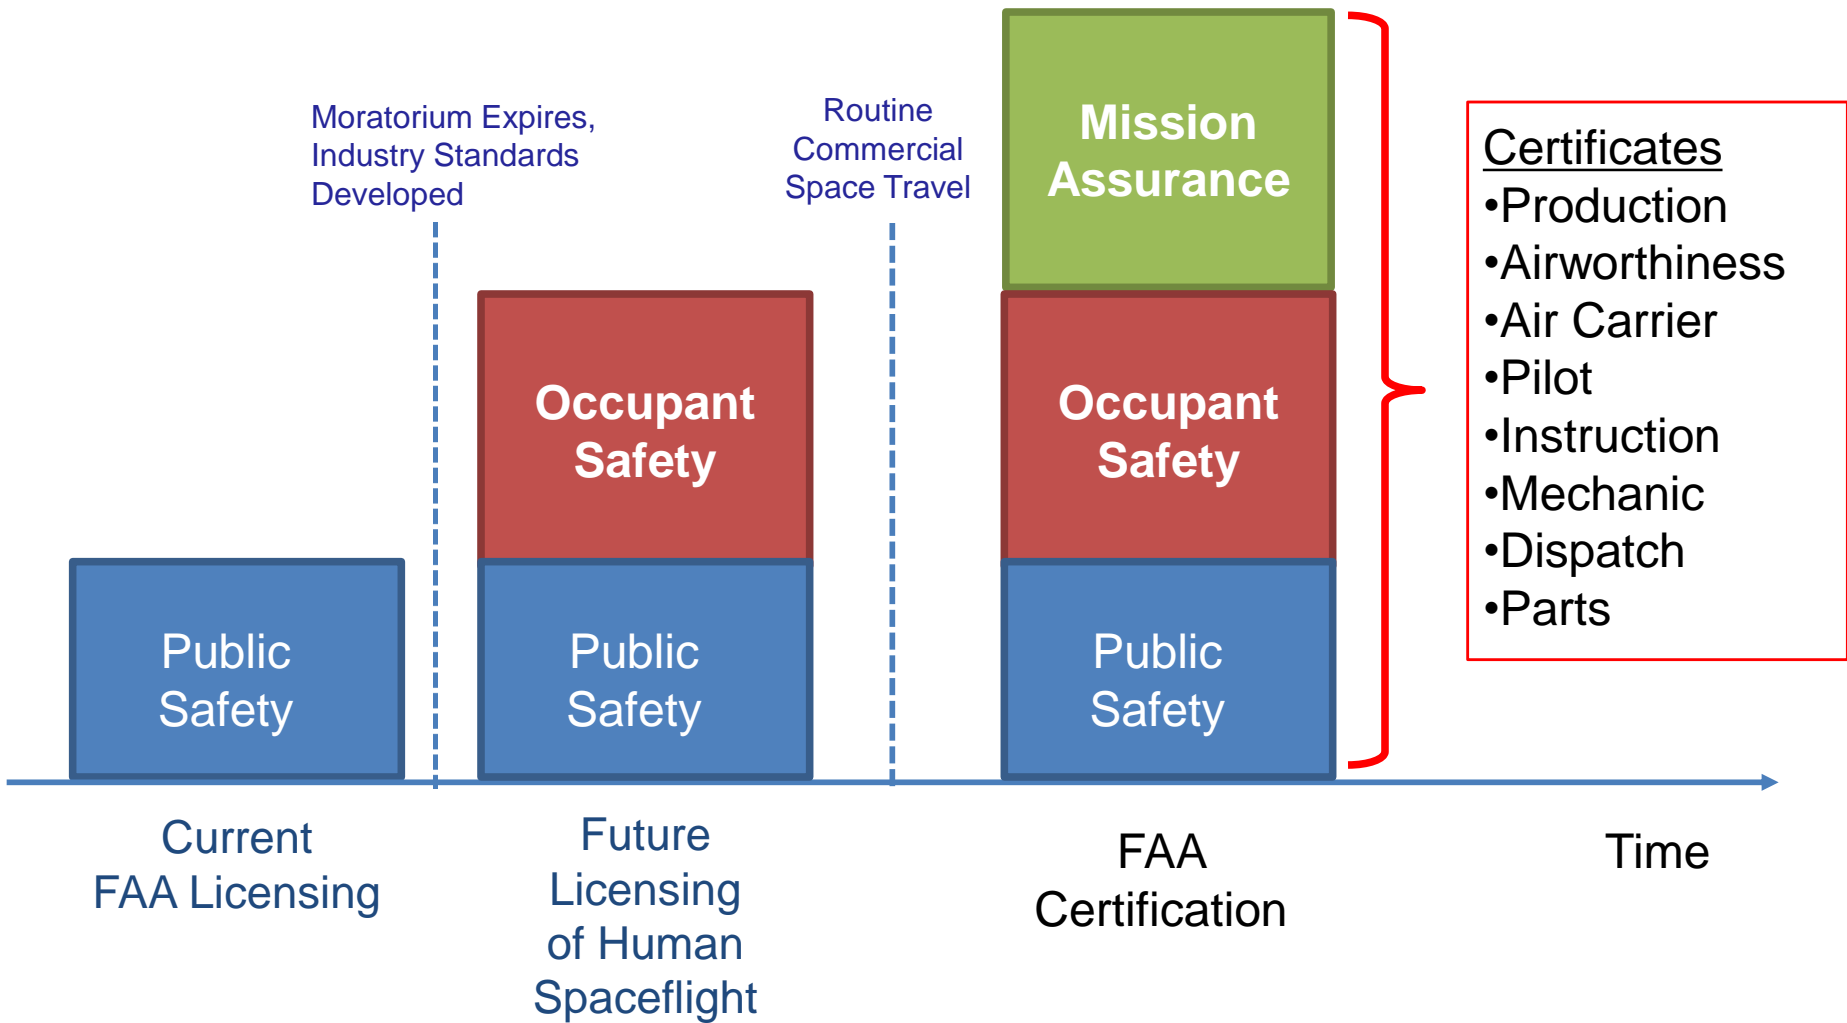 Moratorium Expires,
Industry Standards
Developed
Routine
Commercial
Space Travel
Mission
Assurance
Certificates
•Production
•Airworthiness
•Air Carrier
•Pilot
•Instruction
•Mechanic
•Dispatch
•Parts
Occupant
Safety
Occupant
Safety
Public
Safety
Public
Safety
Public
Safety
Current
FAA Licensing
Future
Licensing
of Human
Spaceflight
FAA
Certification
Time